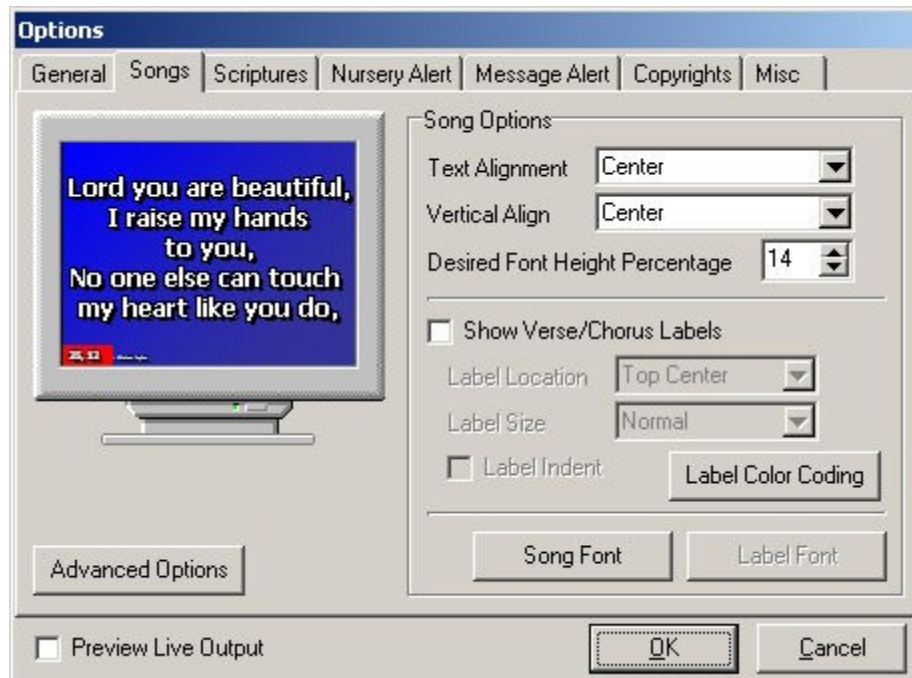 Options
General Songs Scriptures Nursery Alert Message Alert Copyrights Misc
Lord you are beautiful,
I raise my hands
to you,
No one else can touch
my heart like you do,
Song Options
Text Alignment Center
Vertical Align Center
Desired Font Height Percentage 14
Show Verse/Chorus Labels
Label Location Top Center
Label Size Normal
Label Indent Label Color Coding
Song Font Label Font
Advanced Options
Preview Live Output OK Cancel